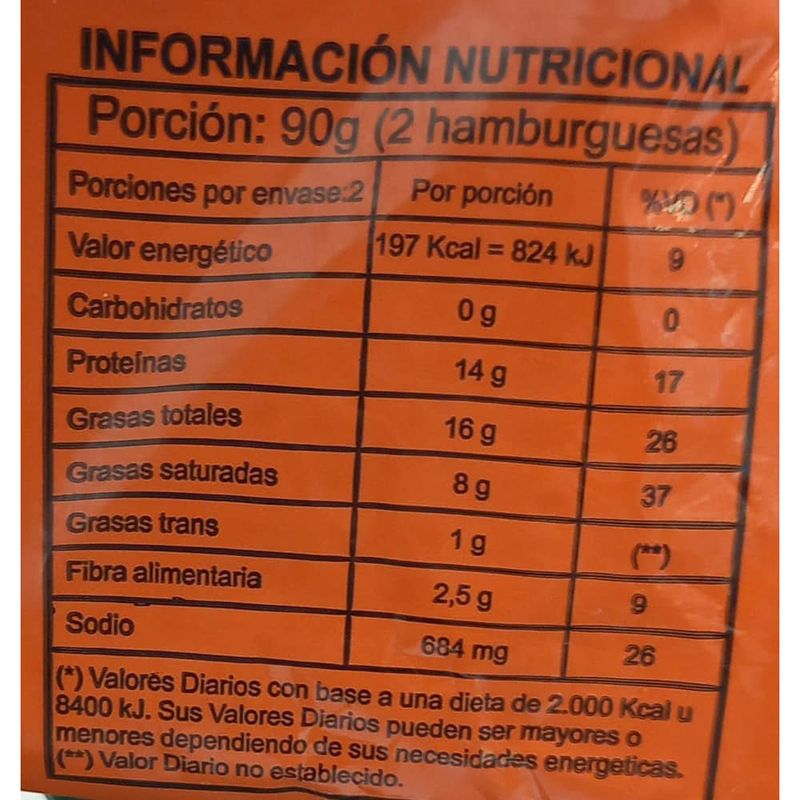 INFORMACIÓN NUTRICIONAL
Porción: 90g (2 hamburguesas)
Porciones por envase:2 Por porción %VD (*)
Valor energético 197 Kcal = 824 kJ 9
Carbohidratos 0 g 0
Proteínas 14 g 17
Grasas totales 16 g 26
Grasas saturadas 8 g 37
Grasas trans 1 g (**)
Fibra alimentaria 2,5 g 9
Sodio 684 mg 26
(*) Valores Diarios con base a una dieta de 2.000 Kcal u
8400 kJ. Sus Valores Diarios pueden ser mayores o
menores dependiendo de sus necesidades energeticas.
(**) Valor Diario no establecido.